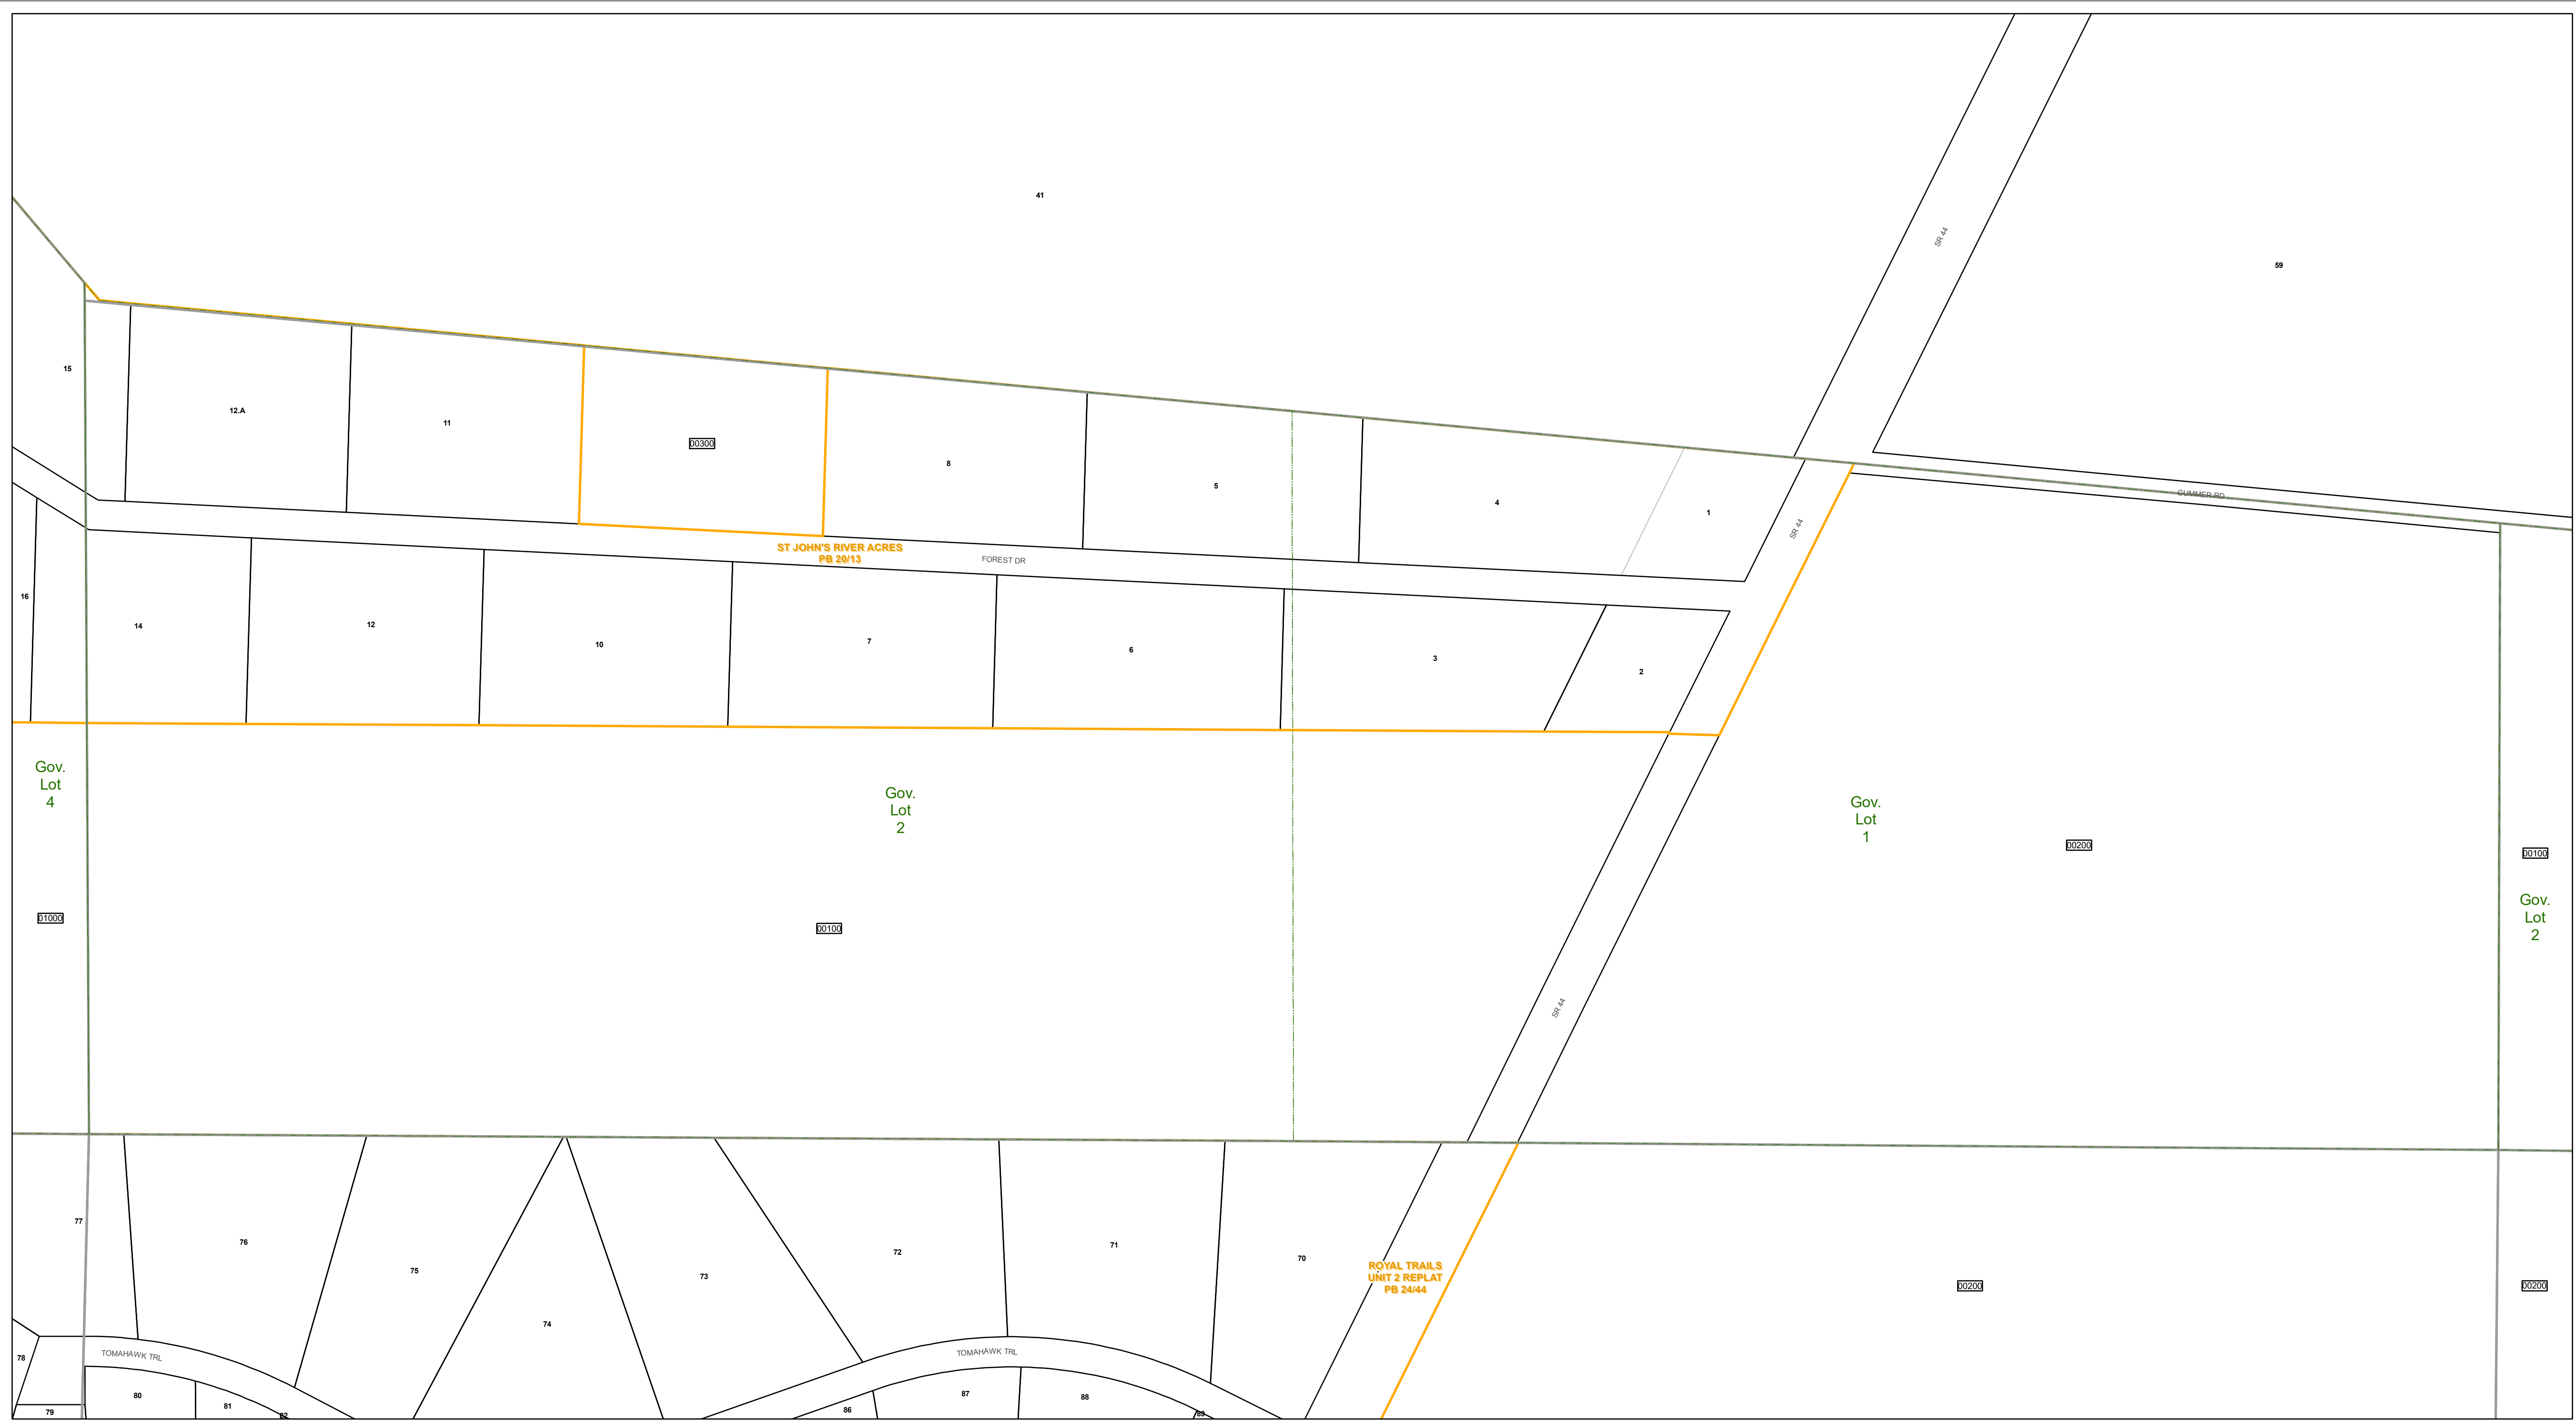 41
SR 44
59
15
12.A
11
00300
8
5
4
1
SR 44
CUMMER RD
ST JOHN'S RIVER ACRES
PB 20/13
FOREST DR
16
14
12
10
7
6
3
2
Gov.
Lot
4
Gov.
Lot
2
Gov.
Lot
1
00200
00100
Gov.
Lot
2
01000
00100
SR 44
77
76
75
74
73
72
71
70
ROYAL TRAILS
UNIT 2 REPLAT
PB 24/44
00200
00200
78
TOMAHAWK TRL
TOMAHAWK TRL
79
80
81
82
86
87
88
89